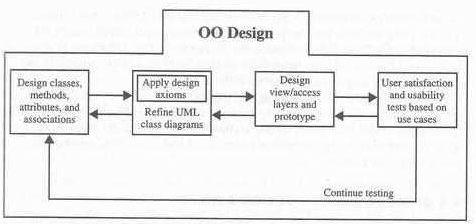 OO Design
Design classes,
methods,
attributes, and
associations
Apply design
axioms
Refine UML
class diagrams
Design
view/access
layers and
prototype
User satisfaction
and usability
tests based on
use cases
Continue testing